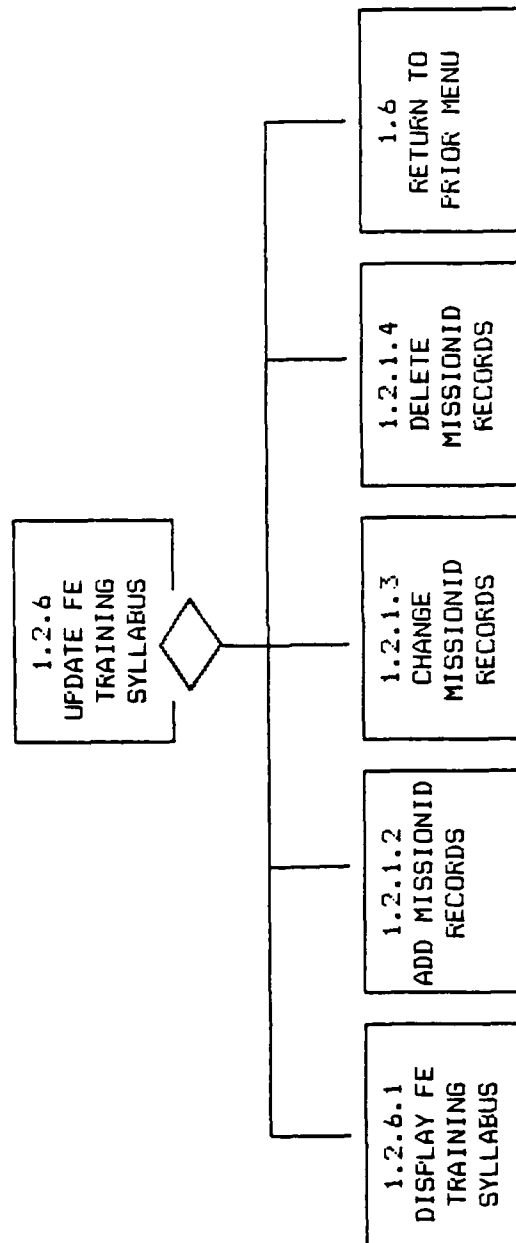 1.2.6
UPDATE FE
TRAINING
SYLLABUS
1.2.6.1
DISPLAY FE
TRAINING
SYLLABUS
1.2.1.2
ADD MISSIONID
RECORDS
1.2.1.3
CHANGE
MISSIONID
RECORDS
1.2.1.4
DELETE
MISSIONID
RECORDS
1.6
RETURN TO
PRIOR MENU